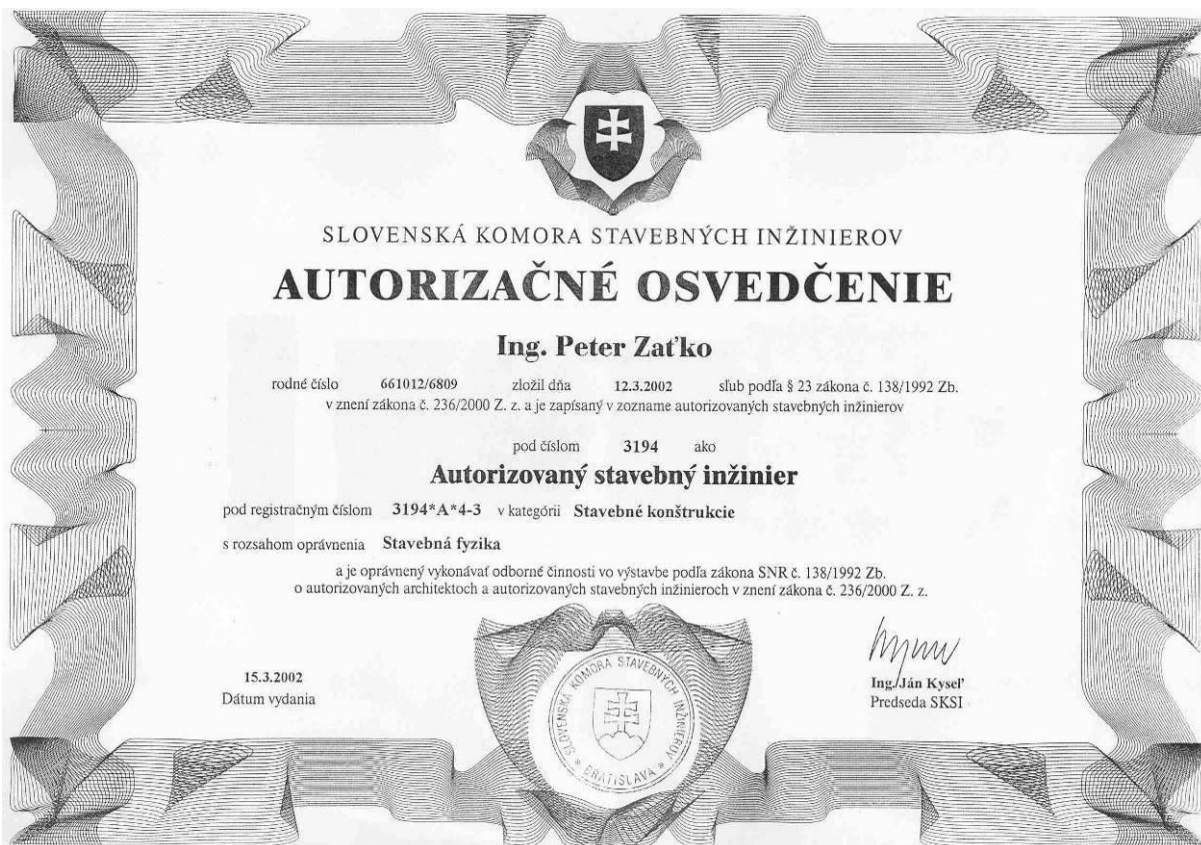 SLOVENSKÁ KOMORA STAVEBNÝCH INŽINIEROV
AUTORIZAČNÉ OSVEDČENIE
Ing. Peter Zaťko
rodné číslo 661012/6809 zložil dňa 12.3.2002 sľub podľa § 23 zákona č. 138/1992 Zb.
v znení zákona č. 236/2000 Z. z. a je zapísaný v zozname autorizovaných stavebných inžinierov
pod číslom 3194 ako
Autorizovaný stavebný inžinier
pod registračným číslom 3194*A*4-3 v kategórii Stavebné konštrukcie
s rozsahom oprávnenia Stavebná fyzika
a je oprávnený vykonávať odborné činnosti vo výstavbe podľa zákona SNR č. 138/1992 Zb.
o autorizovaných architektoch a autorizovaných stavebných inžinieroch v znení zákona č. 236/2000 Z. z.
15.3.2002
Dátum vydania
SLOVENSKÁ KOMORA STAVEBNÝCH INŽINIEROV
* BRATISLAVA *
Ing. Ján Kyseľ
Predseda SKSI